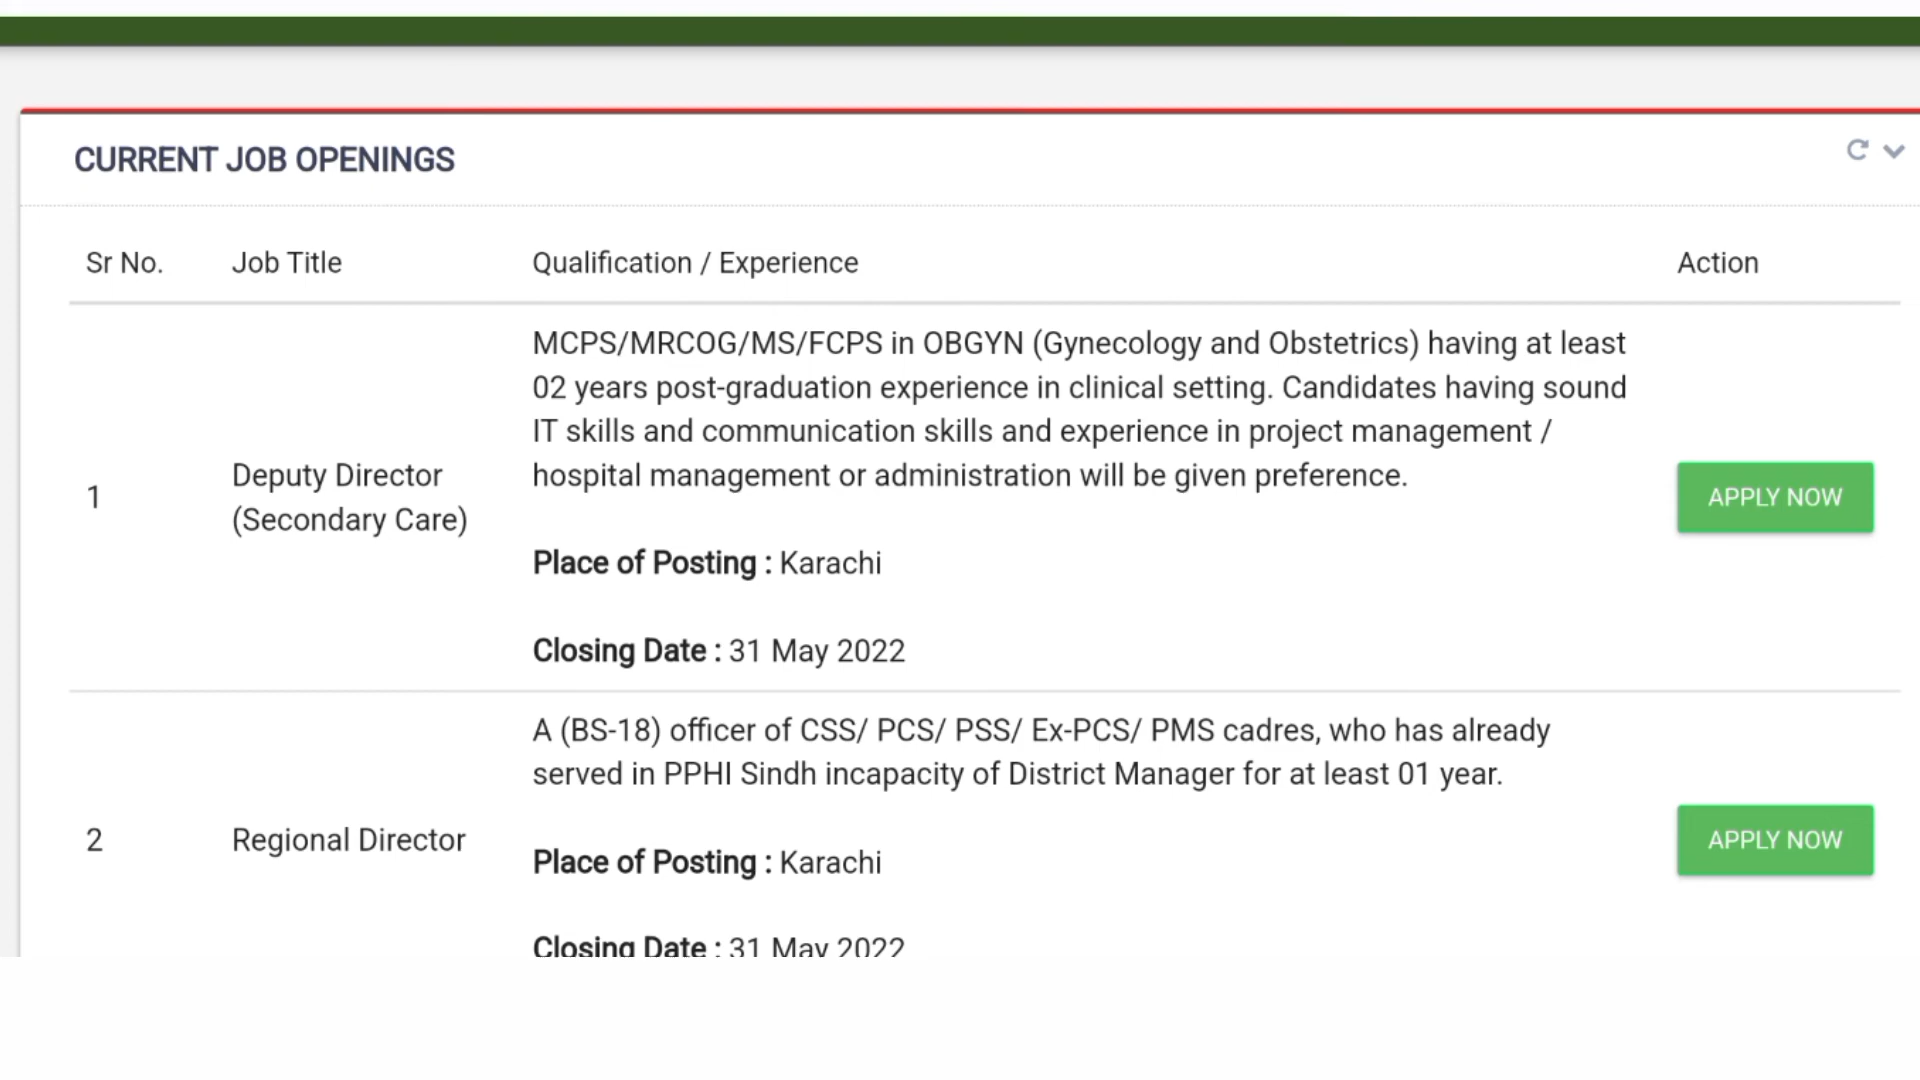 CURRENT JOB OPENINGS
Sr No. Job Title Qualification / Experience Action
MCPS/MRCOG/MS/FCPS in OBGYN (Gynecology and Obstetrics) having at least
02 years post-graduation experience in clinical setting. Candidates having sound
IT skills and communication skills and experience in project management /
hospital management or administration will be given preference.
1
Deputy Director
(Secondary Care)
APPLY NOW
Place of Posting : Karachi
Closing Date : 31 May 2022
A (BS-18) officer of CSS/ PCS/ PSS/ Ex-PCS/ PMS cadres, who has already
served in PPHI Sindh incapacity of District Manager for at least 01 year.
2
Regional Director
APPLY NOW
Place of Posting : Karachi
Closing Date : 31 May 2022